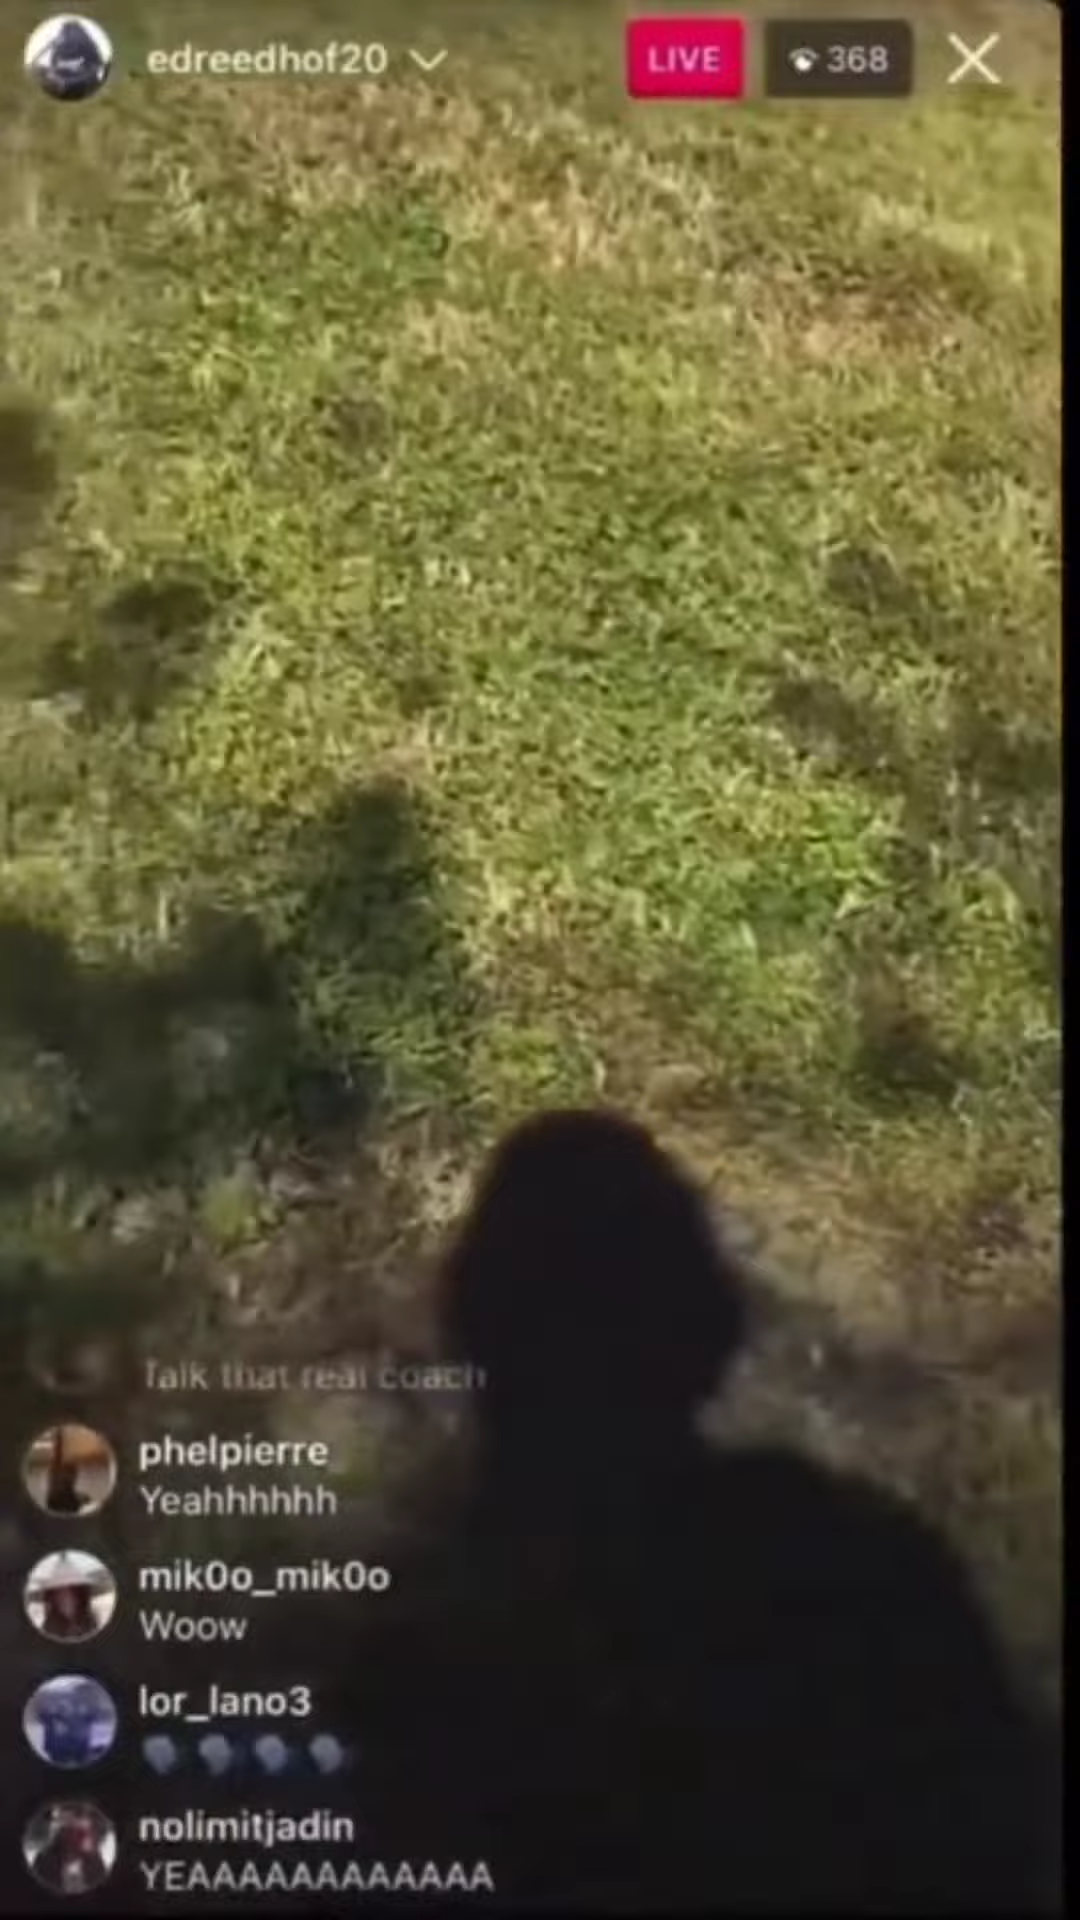 edreedhof20
LIVE
368
Talk that real coach
phelpierre
Yeahhhhhh
mik0o_mik0o
Woow
lor_lano3
nolimitjadin
YEAAAAAAAAAAAA